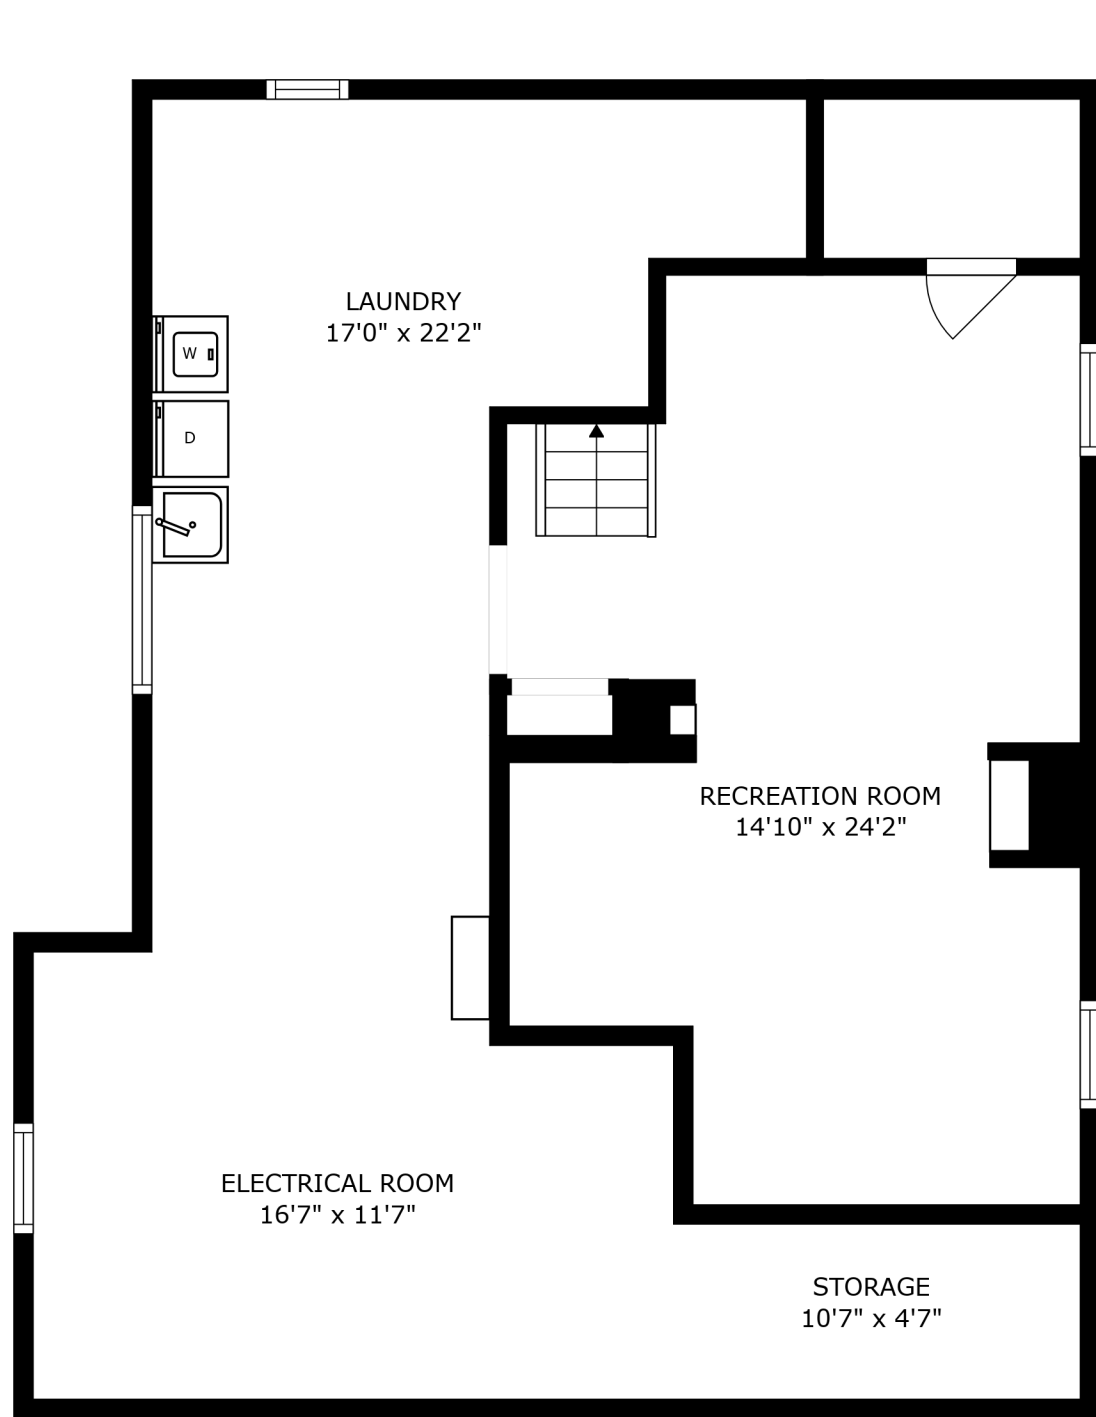 LAUNDRY
17'0" x 22'2"
W
D
RECREATION ROOM
14'10" x 24'2"
ELECTRICAL ROOM
16'7" x 11'7"
STORAGE
10'7" x 4'7"